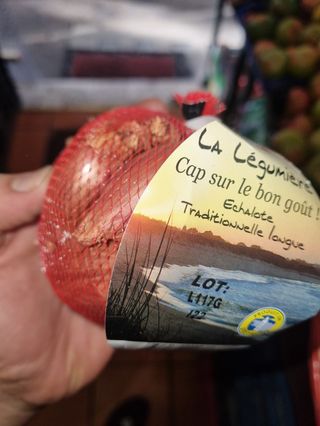 La Légumière
Cap sur le bon goût !
Echalote
Traditionnelle longue
LOT:
L117G
122